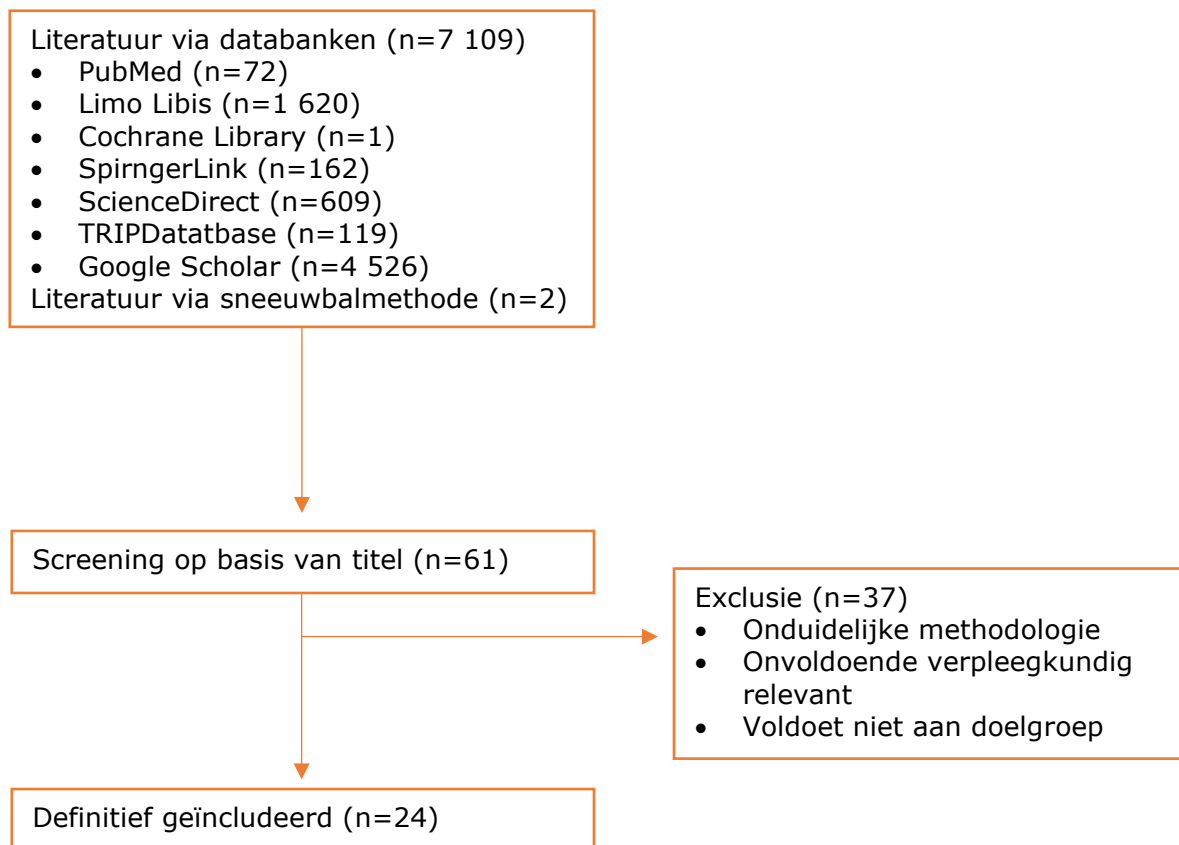 Literatuur via databanken (n=7 109)
• PubMed (n=72)
• Limo Libis (n=1 620)
• Cochrane Library (n=1)
• SpirngerLink (n=162)
• ScienceDirect (n=609)
• TRIPDatatbase (n=119)
• Google Scholar (n=4 526)
Literatuur via sneeuwbalmethode (n=2)
Screening op basis van titel (n=61)
Exclusie (n=37)
• Onduidelijke methodologie
• Onvoldoende verpleegkundig
relevant
• Voldoet niet aan doelgroep
Definitief geïncludeerd (n=24)